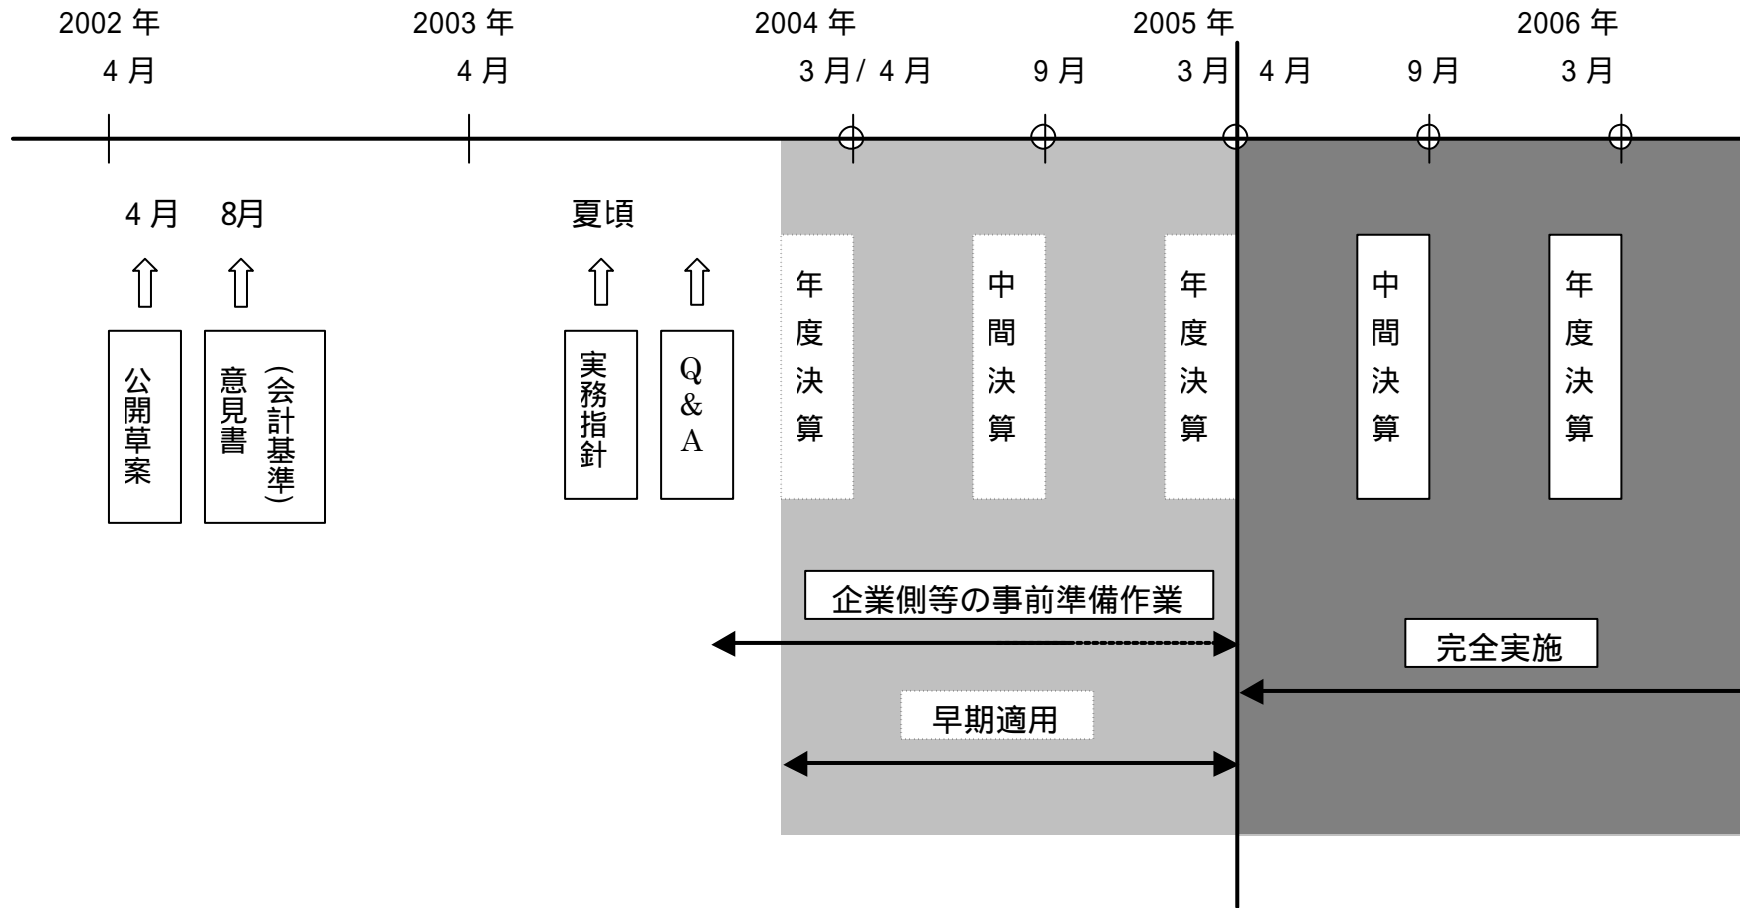 2002 年
2003 年
2004 年
2005 年
2006 年
4 月
4 月
3 月/ 4 月
9 月
3 月
4 月
9 月
3 月
4 月
8月
夏頃
公開草案
意見書
(会計基準)
実務指針
Q&A
年度決算
中間決算
年度決算
中間決算
年度決算
企業側等の事前準備作業
完全実施
早期適用